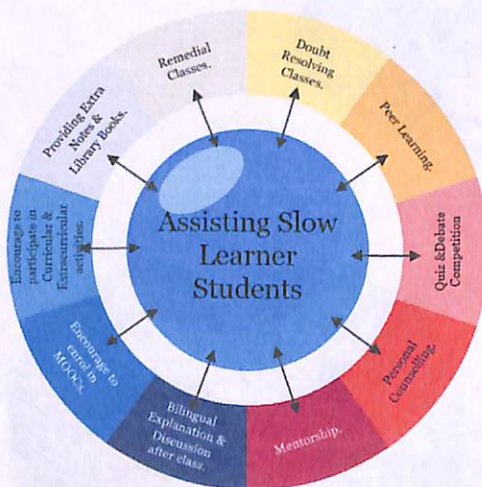 Assisting Slow
Learner
Students
Doubt
Resolving
Classes.
Peer Learning.
Quiz &Debate
Competition
Personal
Counselling.
Mentorship.
Bilingual
Explanation &
Discussion
after class.
Encourage to
enrol in
MOOCs.
Encourage to
participate in
Curricular &
Extracurricular
activities.
Providing Extra
Notes &
Library Books.
Remedial
Classes.